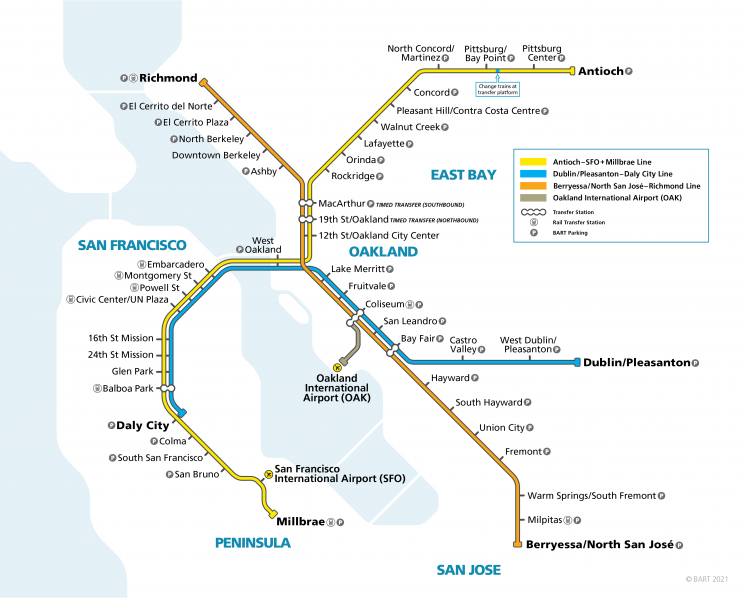 North Concord/
Martinez P
Pittsburg/
Bay Point P
Pittsburg
Center P
Antioch P
Change trains at
transfer platform
P Richmond
P El Cerrito del Norte
P El Cerrito Plaza
P North Berkeley
Downtown Berkeley
P Ashby
Concord P
Pleasant Hill/Contra Costa Centre P
Walnut Creek P
Lafayette P
Orinda P
Rockridge P
EAST BAY
Antioch–SFO+Millbrae Line
Dublin/Pleasanton–Daly City Line
Berryessa/North San José–Richmond Line
Oakland International Airport (OAK)
Transfer Station
Rail Transfer Station
P BART Parking
MacArthur P TIMED TRANSFER (SOUTHBOUND)
19th St/Oakland TIMED TRANSFER (NORTHBOUND)
12th St/Oakland City Center
SAN FRANCISCO
West
P Oakland
OAKLAND
Embarcadero
Montgomery St
Powell St
Civic Center/UN Plaza
16th St Mission
24th St Mission
Glen Park
Balboa Park
P Daly City
P Colma
P South San Francisco
P San Bruno
San Francisco
International Airport (SFO)
Millbrae P
PENINSULA
Lake Merritt P
Fruitvale P
Coliseum P
San Leandro P
Bay Fair P
Oakland
International
Airport (OAK)
Castro
Valley P
West Dublin/
Pleasanton P
Dublin/Pleasanton P
Hayward P
South Hayward P
Union City P
Fremont P
Warm Springs/South Fremont P
Milpitas P
Berryessa/North San José P
SAN JOSE
© BART 2021